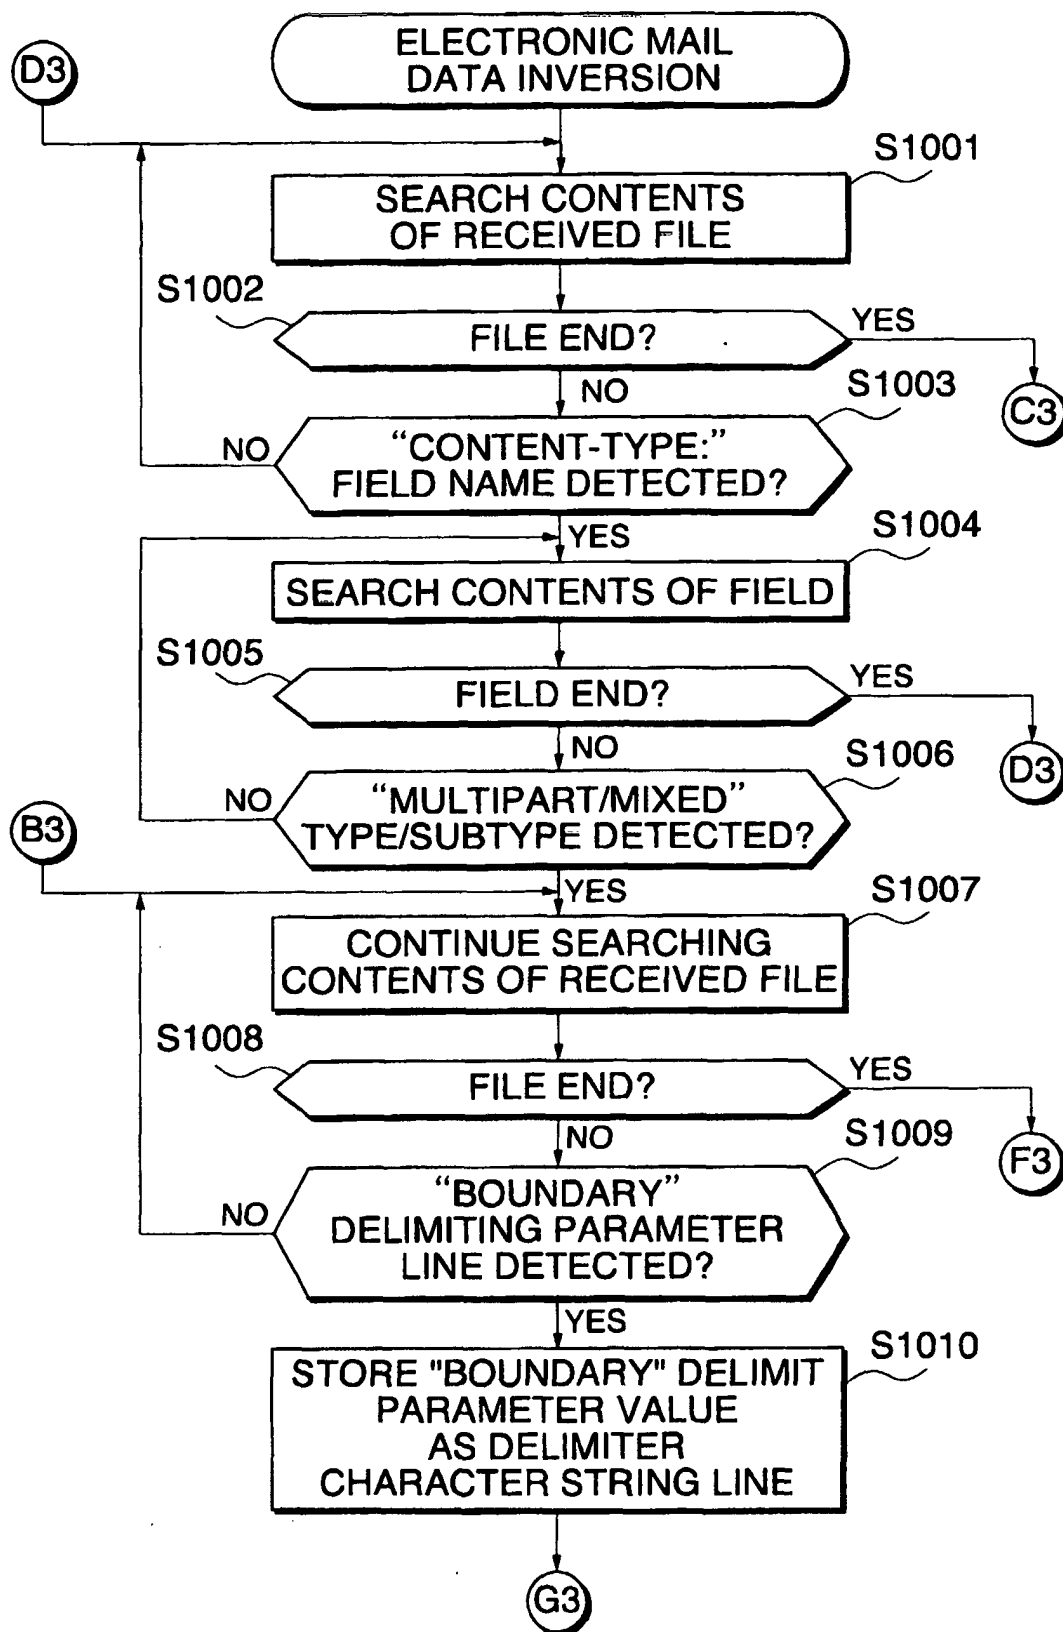 ELECTRONIC MAIL
DATA INVERSION
D3
S1001
SEARCH CONTENTS
OF RECEIVED FILE
S1002
FILE END?
YES
C3
NO
S1003
“CONTENT-TYPE:”
FIELD NAME DETECTED?
NO
YES
S1004
SEARCH CONTENTS OF FIELD
S1005
FIELD END?
YES
D3
NO
S1006
“MULTIPART/MIXED”
TYPE/SUBTYPE DETECTED?
NO
B3
YES
S1007
CONTINUE SEARCHING
CONTENTS OF RECEIVED FILE
S1008
FILE END?
YES
F3
NO
S1009
“BOUNDARY”
DELIMITING PARAMETER
LINE DETECTED?
NO
YES
S1010
STORE "BOUNDARY" DELIMIT
PARAMETER VALUE
AS DELIMITER
CHARACTER STRING LINE
G3